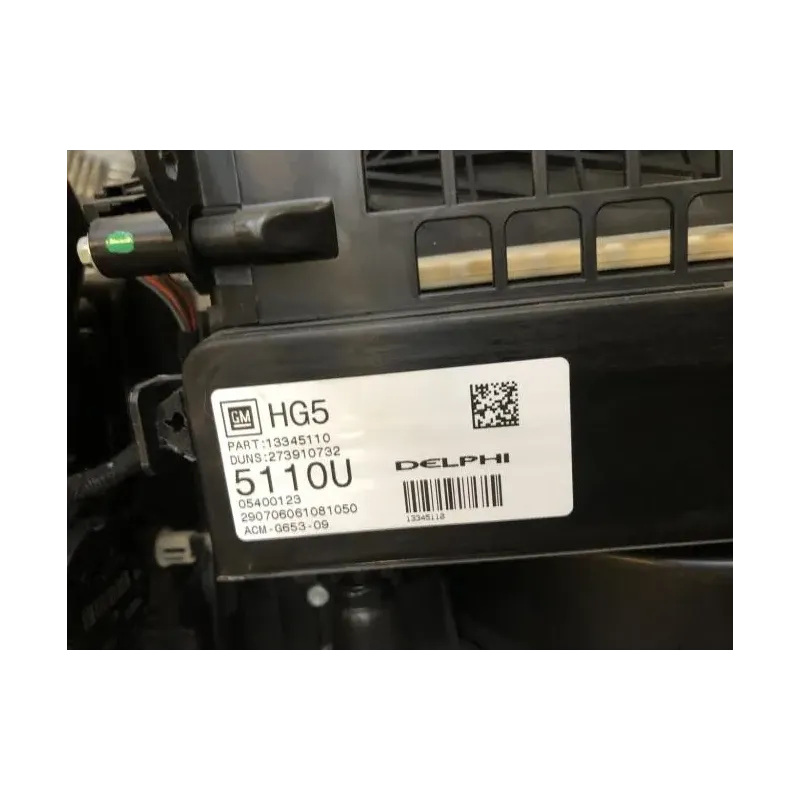 GM HG5
PART:13345110
DUNS:273910732
5110U
DELPHI
05400123
290706061081050
ACM-G653-09
13345110